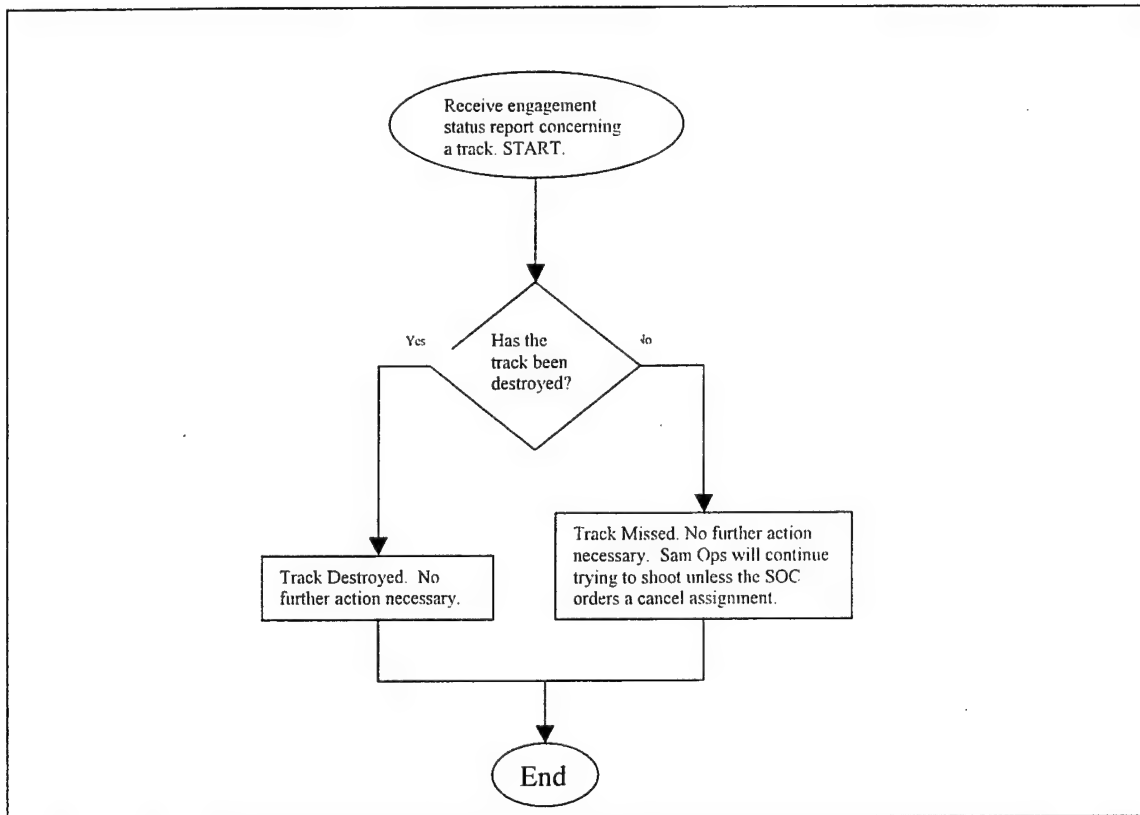 Receive engagement
status report concerning
a track. START.
Yes
Has the
track been
destroyed?
No
Track Destroyed. No
further action necessary.
Track Missed. No further action
necessary. Sam Ops will continue
trying to shoot unless the SOC
orders a cancel assignment.
End